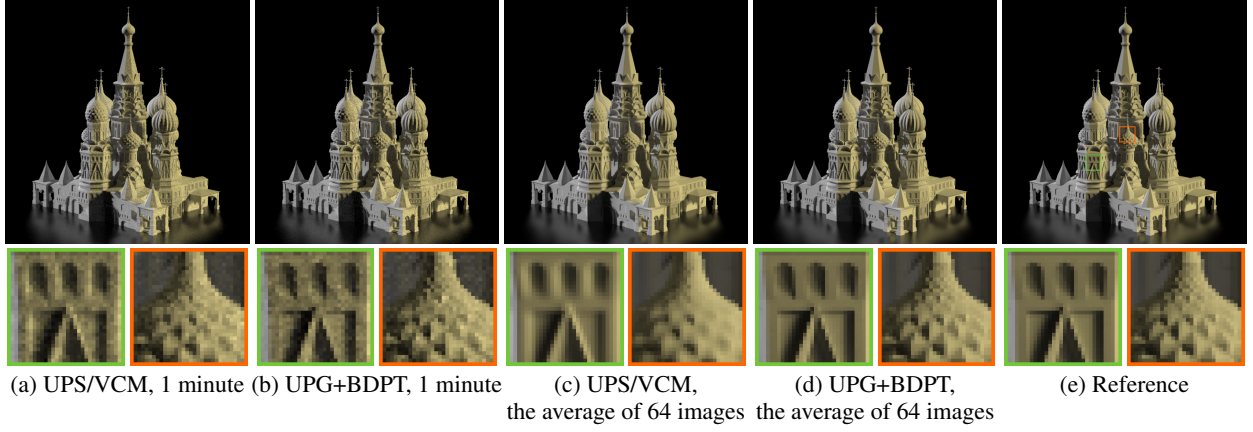 (a) UPS/VCM, 1 minute
(b) UPG+BDPT, 1 minute
(c) UPS/VCM,
the average of 64 images
(d) UPG+BDPT,
the average of 64 images
(e) Reference